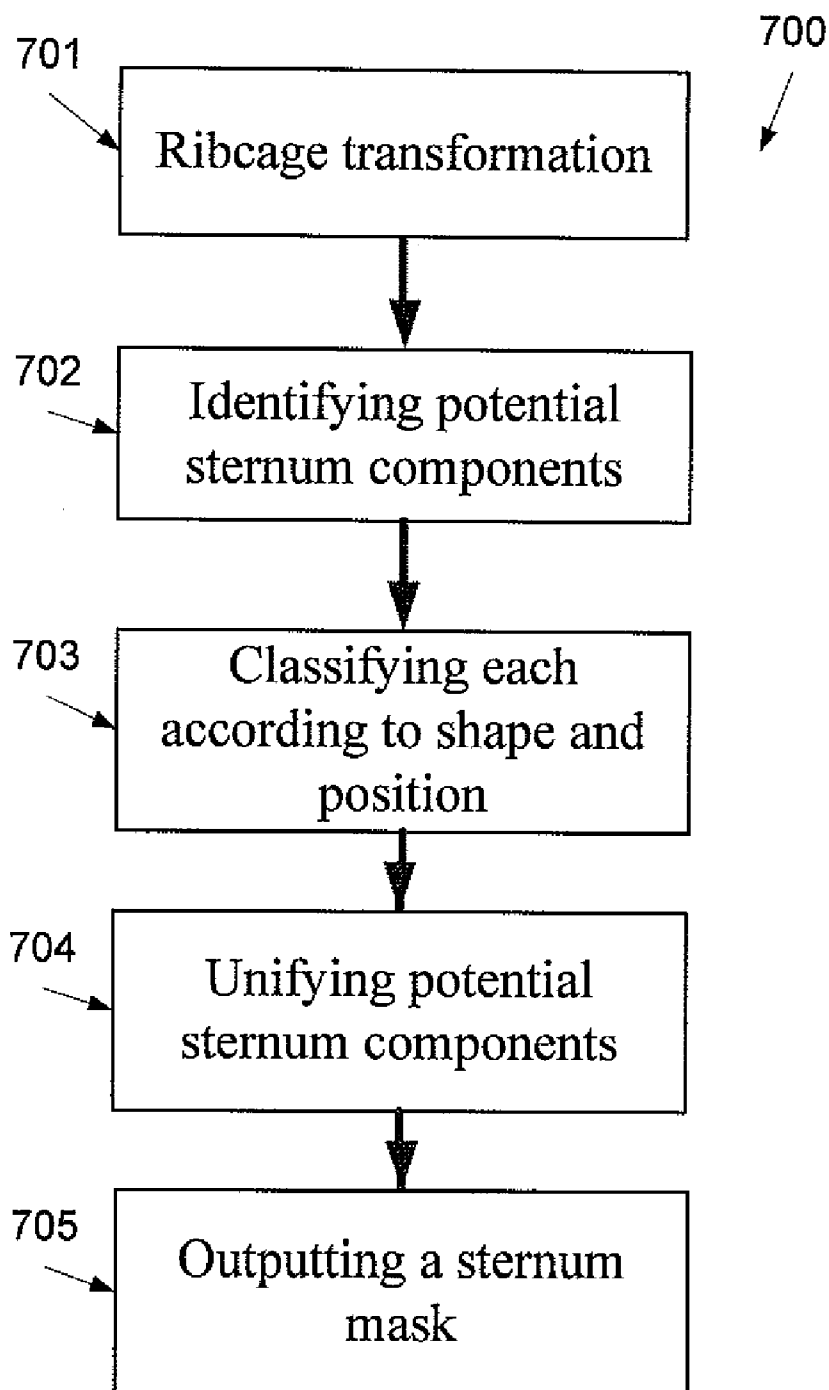 700
701
Ribcage transformation
702
Identifying potential
sternum components
703
Classifying each
according to shape and
position
704
Unifying potential
sternum components
705
Outputting a sternum
mask